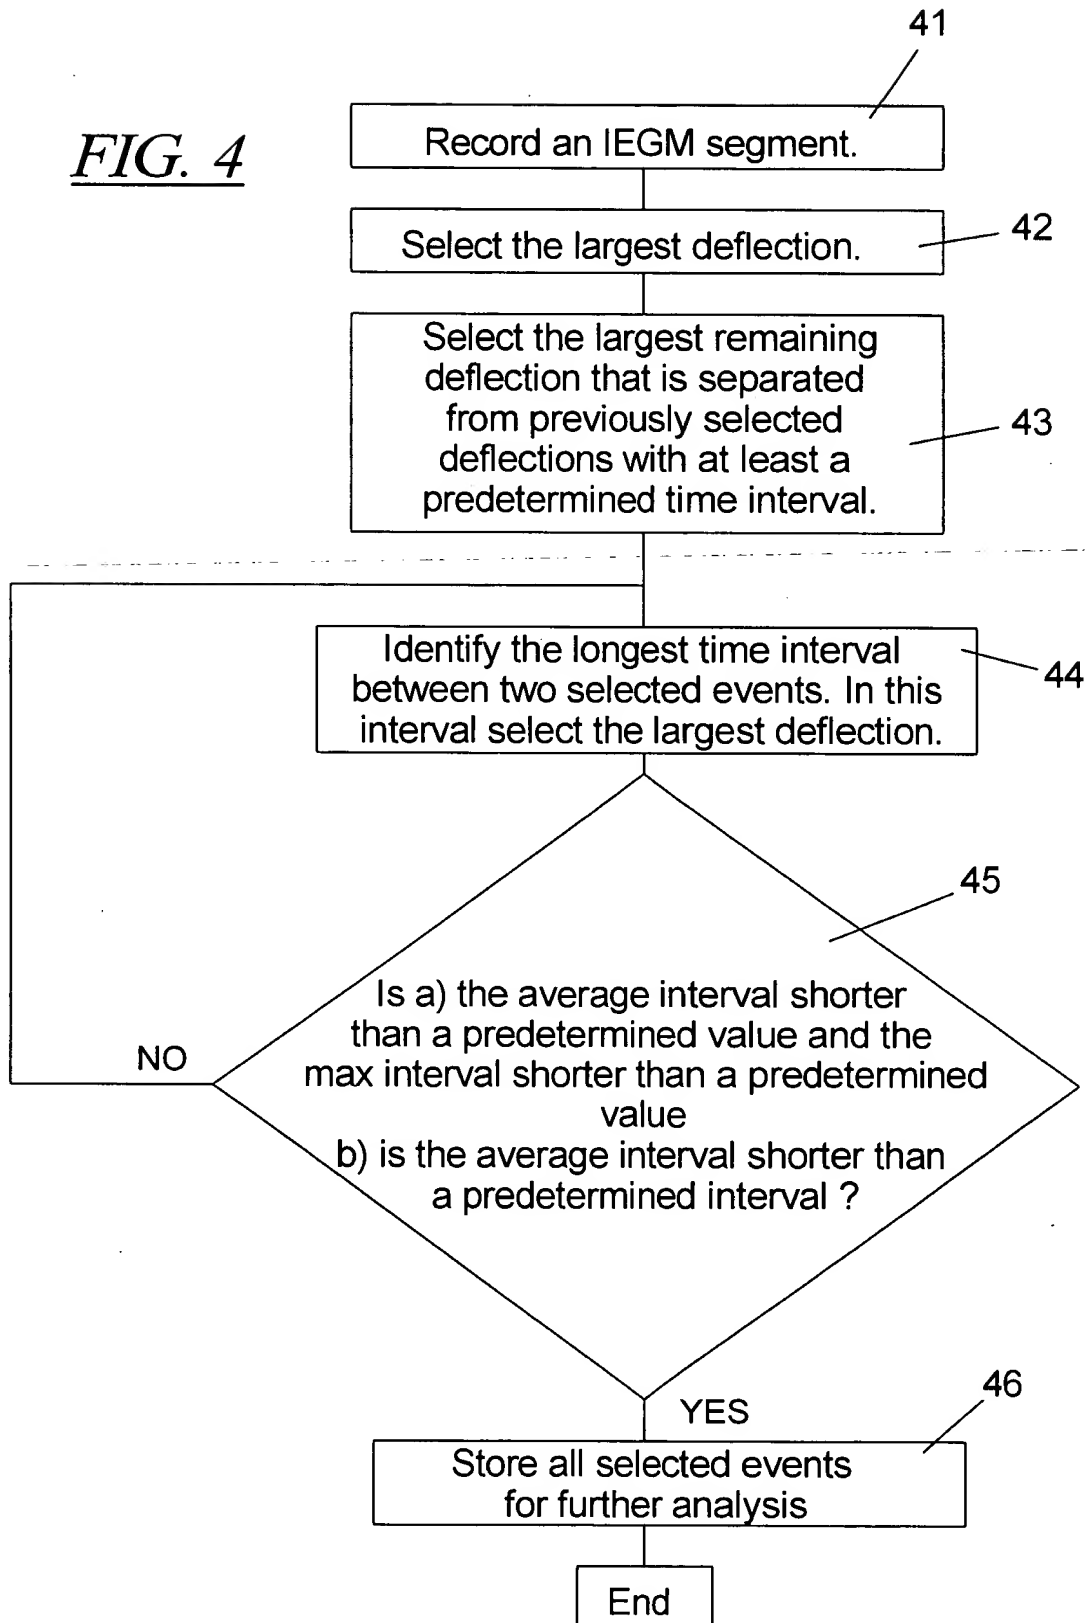 41
FIG. 4
Record an IEGM segment.
Select the largest deflection.
42
Select the largest remaining
deflection that is separated
from previously selected
deflections with at least a
predetermined time interval.
43
Identify the longest time interval
between two selected events. In this
interval select the largest deflection.
44
45
Is a) the average interval shorter
than a predetermined value and the
max interval shorter than a predetermined
value
b) is the average interval shorter than
a predetermined interval ?
NO
YES
46
Store all selected events
for further analysis
End